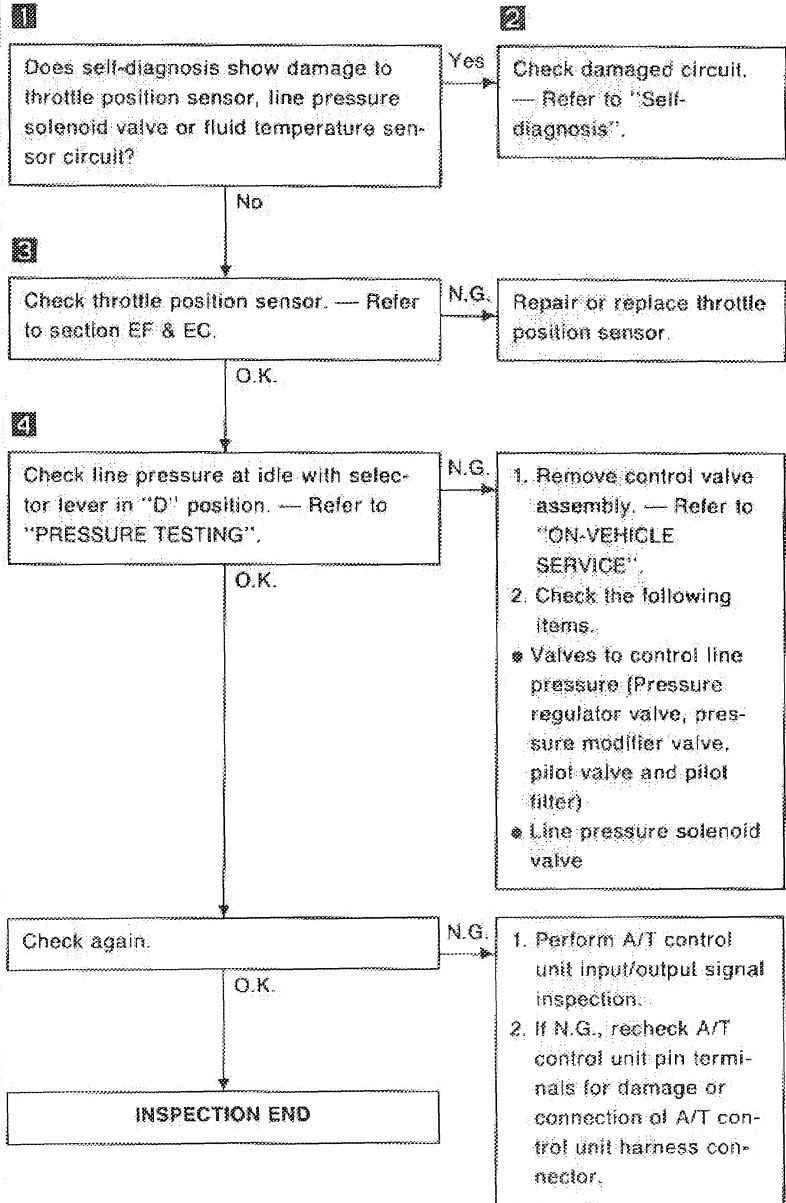 1
Does self-diagnosis show damage to
throttle position sensor, line pressure
solenoid valve or fluid temperature sen-
sor circuit?
Yes
2
Check damaged circuit.
— Refer to "Self-
diagnosis".
No
3
Check throttle position sensor. — Refer
to section EF & EC.
N.G.
Repair or replace throttle
position sensor.
O.K.
4
Check line pressure at idle with selec-
tor lever in "D" position. — Refer to
"PRESSURE TESTING".
N.G.
1. Remove control valve
assembly. — Refer to
"ON-VEHICLE
SERVICE".
2. Check the following
items.
● Valves to control line
pressure (Pressure
regulator valve, pres-
sure modifier valve,
pilot valve and pilot
filter)
● Line pressure solenoid
valve
O.K.
Check again.
N.G.
1. Perform A/T control
unit input/output signal
inspection.
2. If N.G., recheck A/T
control unit pin termi-
nals for damage or
connection of A/T con-
trol unit harness con-
nector.
O.K.
INSPECTION END